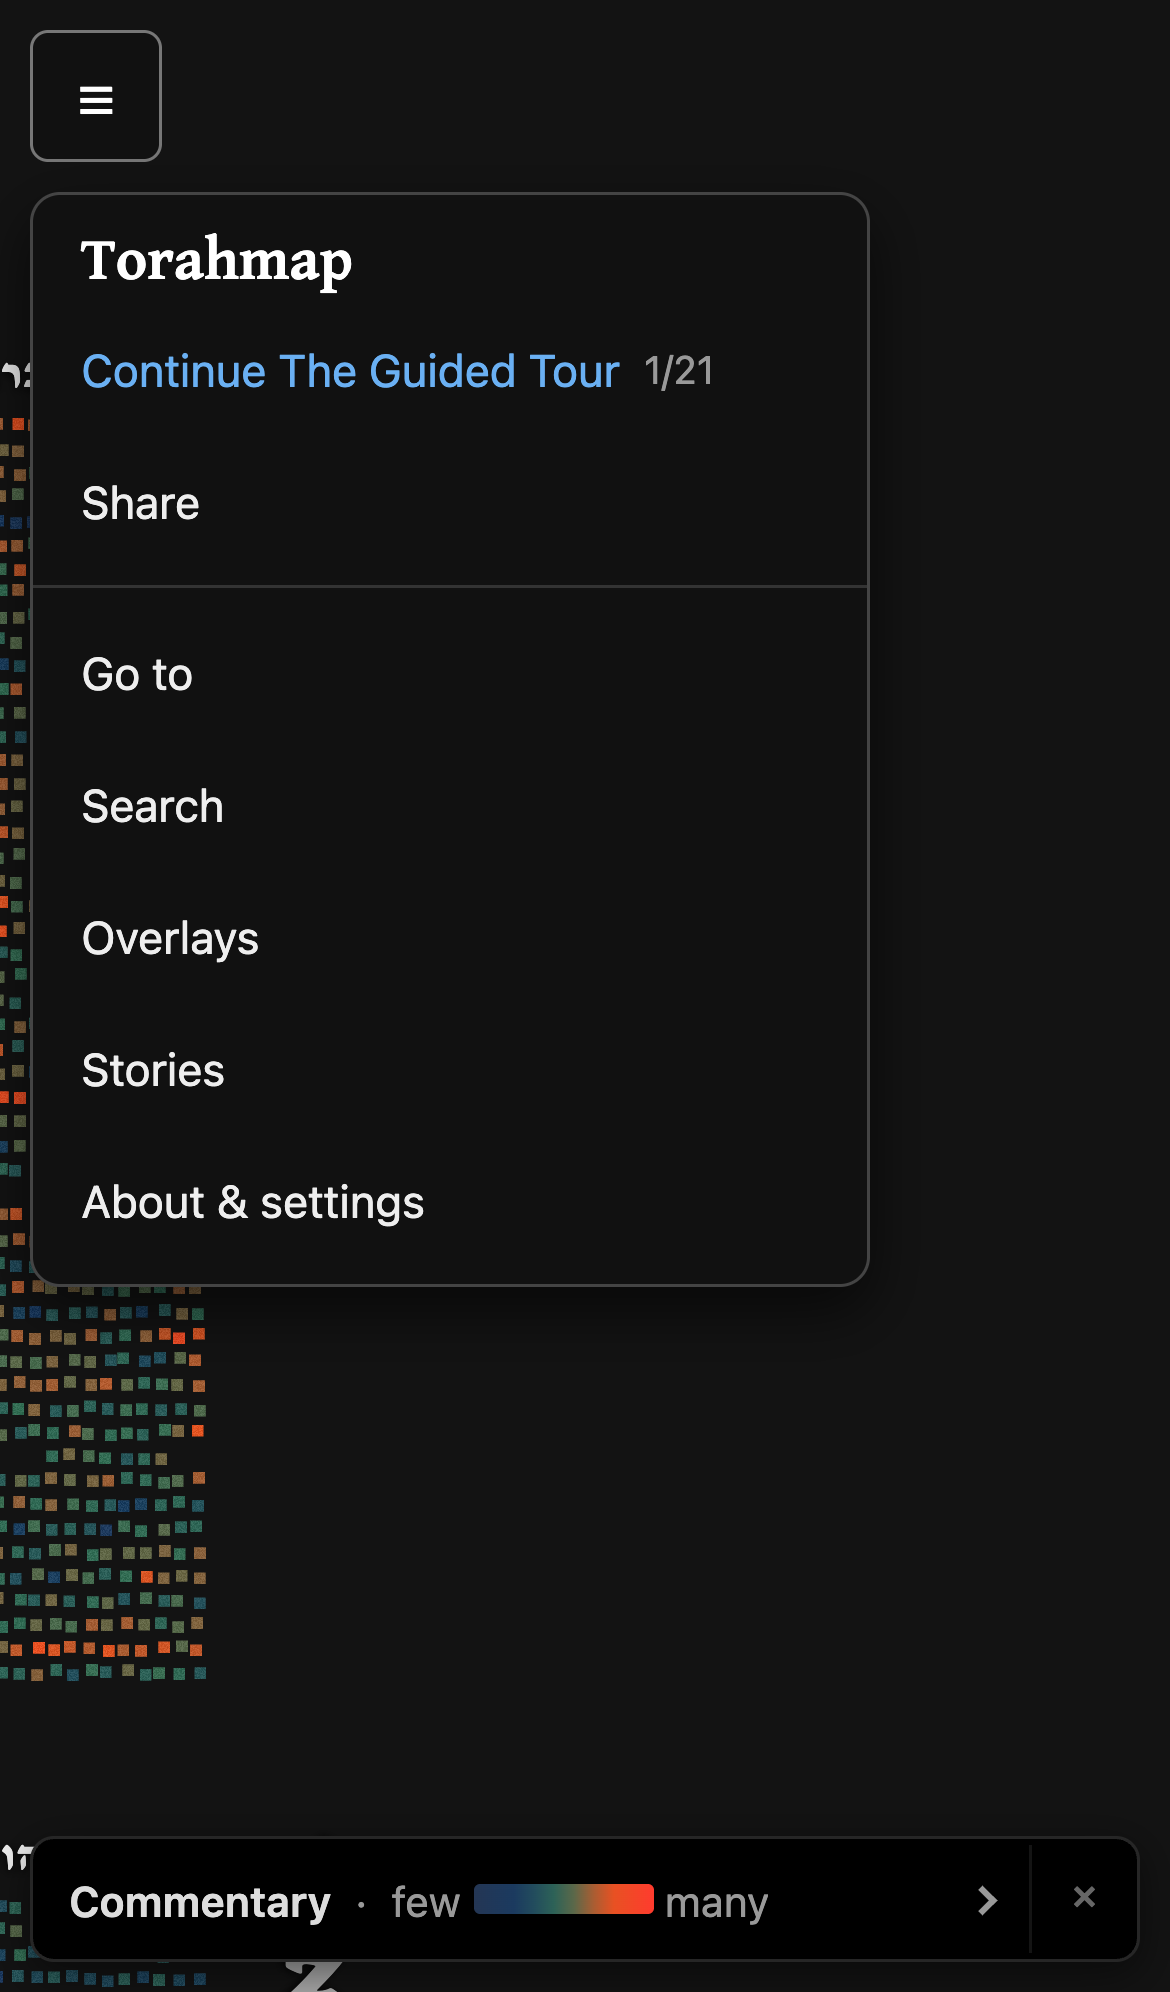 Torahmap
Continue The Guided Tour 1/21
Share
Go to
Search
Overlays
Stories
About & settings
Commentary · few many